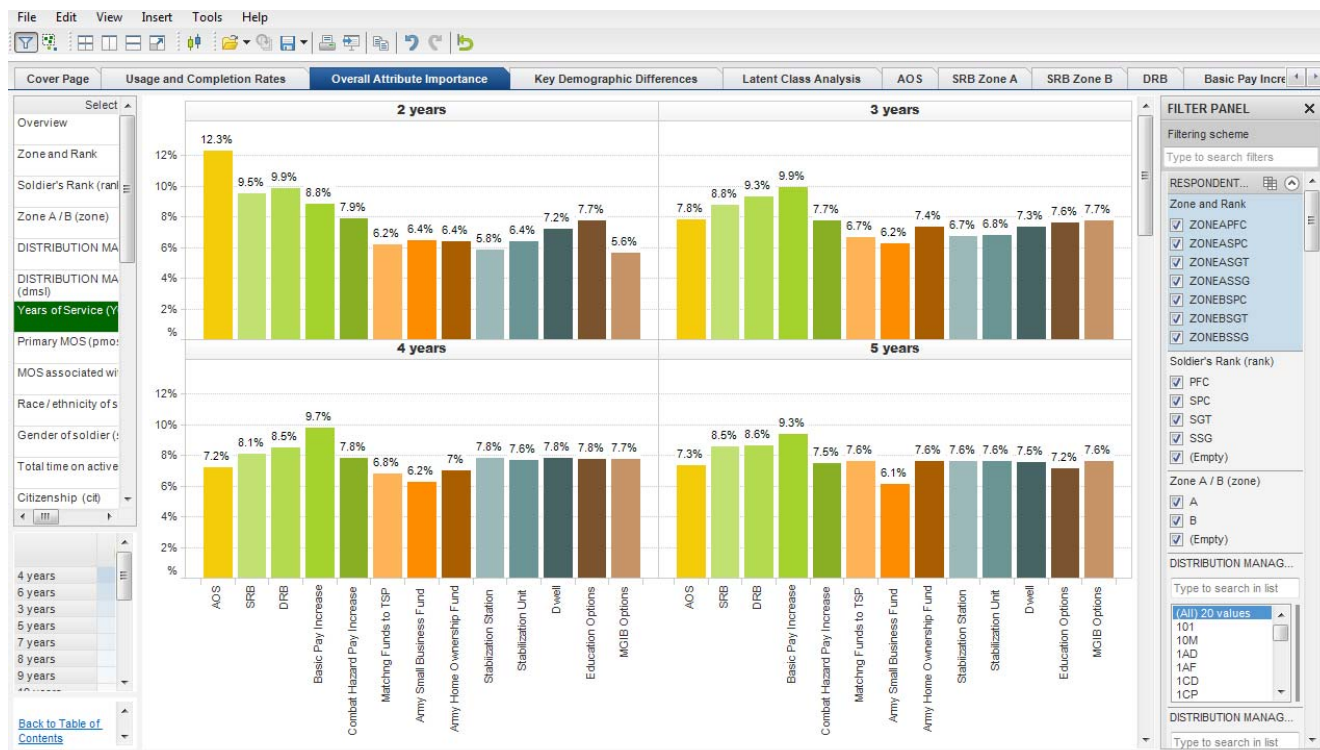 File Edit View Insert Tools Help
Cover Page Usage and Completion Rates Overall Attribute Importance Key Demographic Differences Latent Class Analysis AOS SRB Zone A SRB Zone B DRB Basic Pay Incre
Select
Overview
Zone and Rank
Soldier's Rank (ran
Zone A / B (zone)
DISTRIBUTION MA
DISTRIBUTION MA
(dmsl)
Years of Service (Y
Primary MOS (pmo
MOS associated wi
Race / ethnicity of s
Gender of soldier (
Total time on active
Citizenship (cit)
4 years
6 years
3 years
5 years
7 years
8 years
9 years
Back to Table of
Contents
2 years
12%
10%
8%
6%
4%
2%
%
12.3% 9.5% 9.9% 8.8% 7.9% 6.2% 6.4% 6.4% 5.8% 6.4% 7.2% 7.7% 5.6%
3 years
7.8% 8.8% 9.3% 9.9% 7.7% 6.7% 6.2% 7.4% 6.7% 6.8% 7.3% 7.6% 7.7%
4 years
12%
10%
8%
6%
4%
2%
%
7.2% 8.1% 8.5% 9.7% 7.8% 6.8% 6.2% 7% 7.8% 7.6% 7.8% 7.8% 7.7%
5 years
7.3% 8.5% 8.6% 9.3% 7.5% 7.6% 6.1% 7.6% 7.6% 7.6% 7.5% 7.2% 7.6%
AOS
SRB
DRB
Basic Pay Increase
Combat Hazard Pay Increase
Matchng Funds to TSP
Army Small Business Fund
Army Home Ownership Fund
Stabiization Station
Stabilization Unit
Dwell
Education Options
MGIB Options
AOS
SRB
DRB
Basic Pay Increase
Combat Hazard Pay Increase
Matchng Funds to TSP
Army Small Business Fund
Army Home Ownership Fund
Stabiization Station
Stabilization Unit
Dwell
Education Options
MGIB Options
FILTER PANEL
Filtering scheme
Type to search filters
RESPONDENT...
Zone and Rank
ZONEAPFC
ZONEASPC
ZONEASGT
ZONEASSG
ZONEBSPC
ZONEBSGT
ZONEBSSG
Soldier's Rank (rank)
PFC
SPC
SGT
SSG
(Empty)
Zone A / B (zone)
A
B
(Empty)
DISTRIBUTION MANAG...
Type to search in list
(All) 20 values
101
10M
1AD
1AF
1CD
1CP
DISTRIBUTION MANAG...
Type to search in list